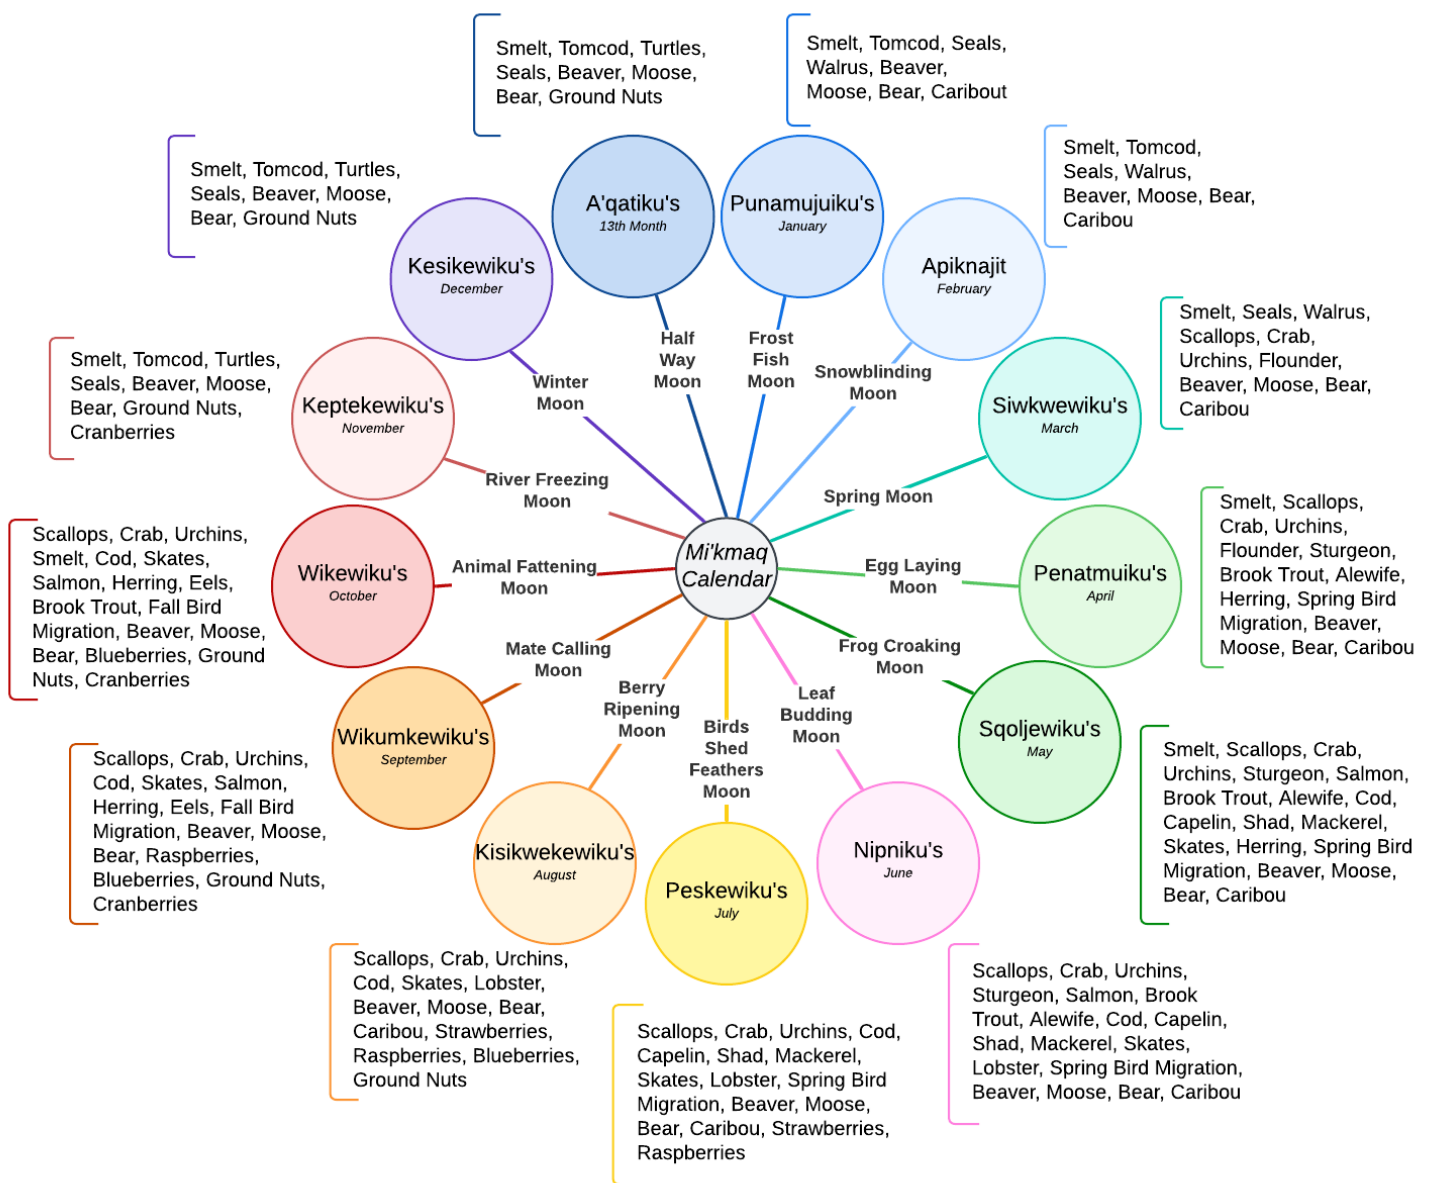 Smelt, Tomcod, Turtles,
Seals, Beaver, Moose,
Bear, Ground Nuts
Smelt, Tomcod, Seals,
Walrus, Beaver,
Moose, Bear, Caribout
Smelt, Tomcod, Turtles,
Seals, Beaver, Moose,
Bear, Ground Nuts
Smelt, Tomcod,
Seals, Walrus,
Beaver, Moose, Bear,
Caribou
A'qatiku's
13th Month
Punamujuiku's
January
Kesikewiku's
December
Apiknajit
February
Smelt, Seals, Walrus,
Scallops, Crab,
Urchins, Flounder,
Beaver, Moose, Bear,
Caribou
Half
Way
Moon
Frost
Fish
Moon
Winter
Moon
Snowblinding
Moon
Smelt, Tomcod, Turtles,
Seals, Beaver, Moose,
Bear, Ground Nuts,
Cranberries
Keptekewiku's
November
Siwkwewiku's
March
River Freezing
Moon
Spring Moon
Smelt, Scallops,
Crab, Urchins,
Flounder, Sturgeon,
Brook Trout, Alewife,
Herring, Spring Bird
Migration, Beaver,
Moose, Bear, Caribou
Scallops, Crab, Urchins,
Smelt, Cod, Skates,
Salmon, Herring, Eels,
Brook Trout, Fall Bird
Migration, Beaver, Moose,
Bear, Blueberries, Ground
Nuts, Cranberries
Wikewiku's
October
Animal Fattening
Moon
Mi'kmaq
Calendar
Egg Laying
Moon
Penatmuiku's
April
Mate Calling
Moon
Frog Croaking
Moon
Wikumkewiku's
September
Berry
Ripening
Moon
Birds
Shed
Feathers
Moon
Leaf
Budding
Moon
Sqoljewiku's
May
Scallops, Crab, Urchins,
Cod, Skates, Salmon,
Herring, Eels, Fall Bird
Migration, Beaver, Moose,
Bear, Raspberries,
Blueberries, Ground Nuts,
Cranberries
Smelt, Scallops, Crab,
Urchins, Sturgeon, Salmon,
Brook Trout, Alewife, Cod,
Capelin, Shad, Mackerel,
Skates, Herring, Spring Bird
Migration, Beaver, Moose,
Bear, Caribou
Kisikwekewiku's
August
Peskewiku's
July
Nipniku's
June
Scallops, Crab, Urchins,
Cod, Skates, Lobster,
Beaver, Moose, Bear,
Caribou, Strawberries,
Raspberries, Blueberries,
Ground Nuts
Scallops, Crab, Urchins, Cod,
Capelin, Shad, Mackerel,
Skates, Lobster, Spring Bird
Migration, Beaver, Moose,
Bear, Caribou, Strawberries,
Raspberries
Scallops, Crab, Urchins,
Sturgeon, Salmon, Brook
Trout, Alewife, Cod, Capelin,
Shad, Mackerel, Skates,
Lobster, Spring Bird Migration,
Beaver, Moose, Bear, Caribou